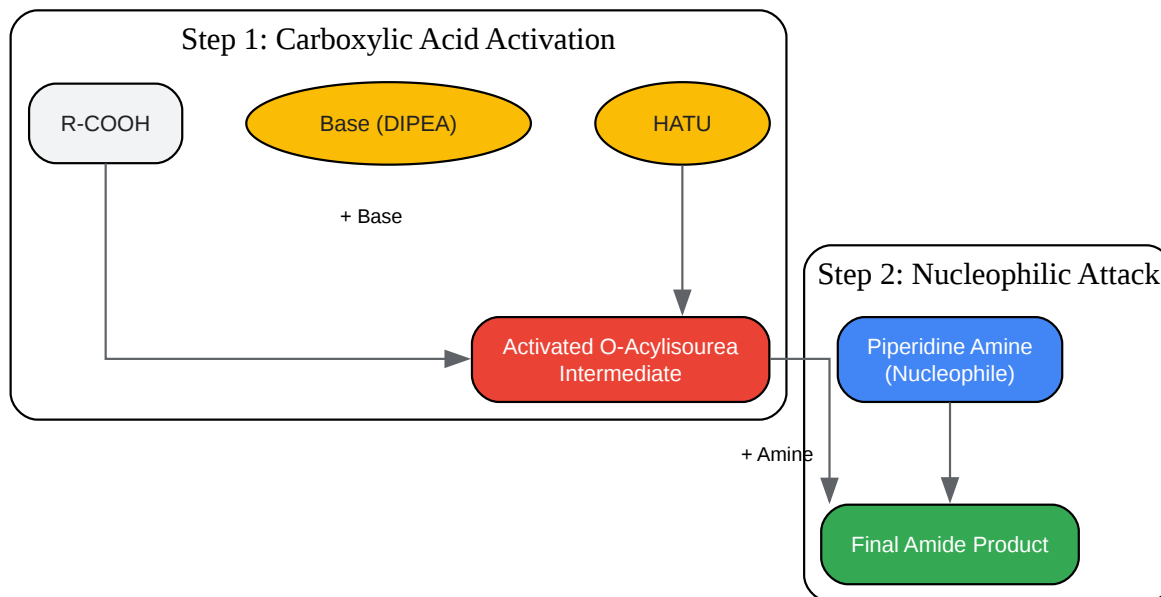 Step 1: Carboxylic Acid Activation
R-COOH
Base (DIPEA)
HATU
+ Base
Activated O-Acylisourea
Intermediate
Step 2: Nucleophilic Attack
Piperidine Amine
(Nucleophile)
+ Amine
Final Amide Product